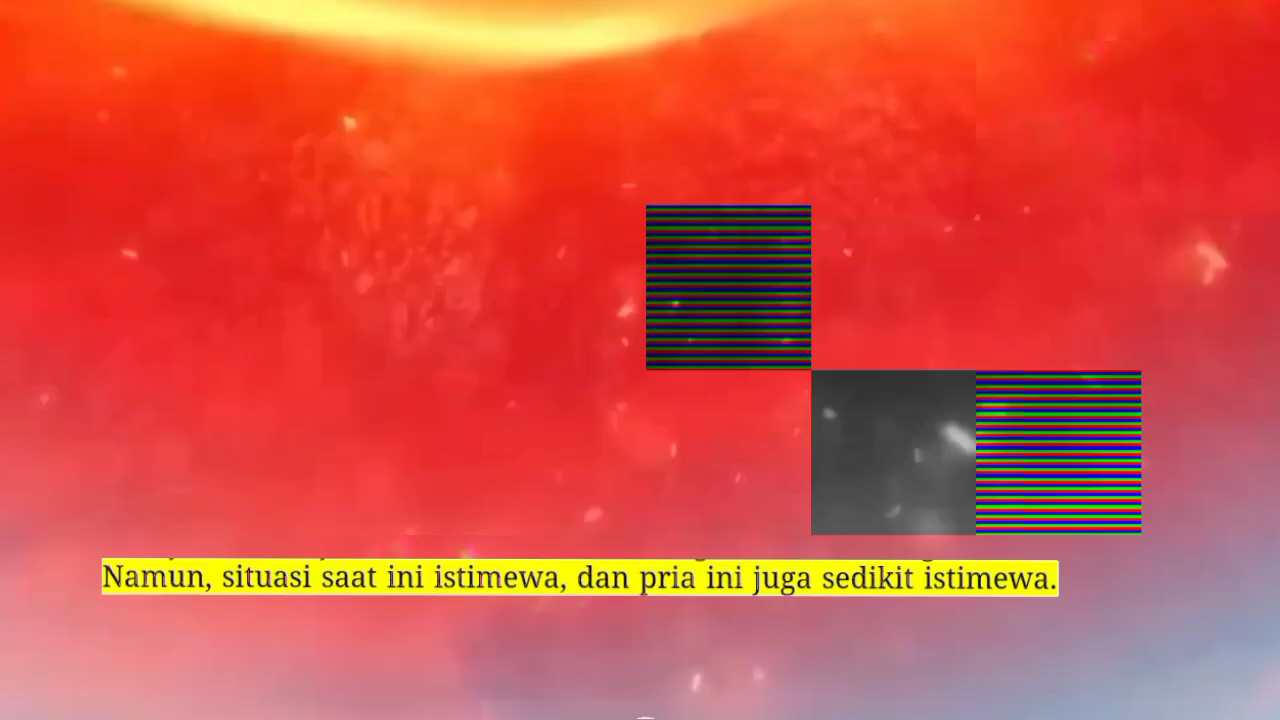 Namun, situasi saat ini istimewa, dan pria ini juga sedikit istimewa.